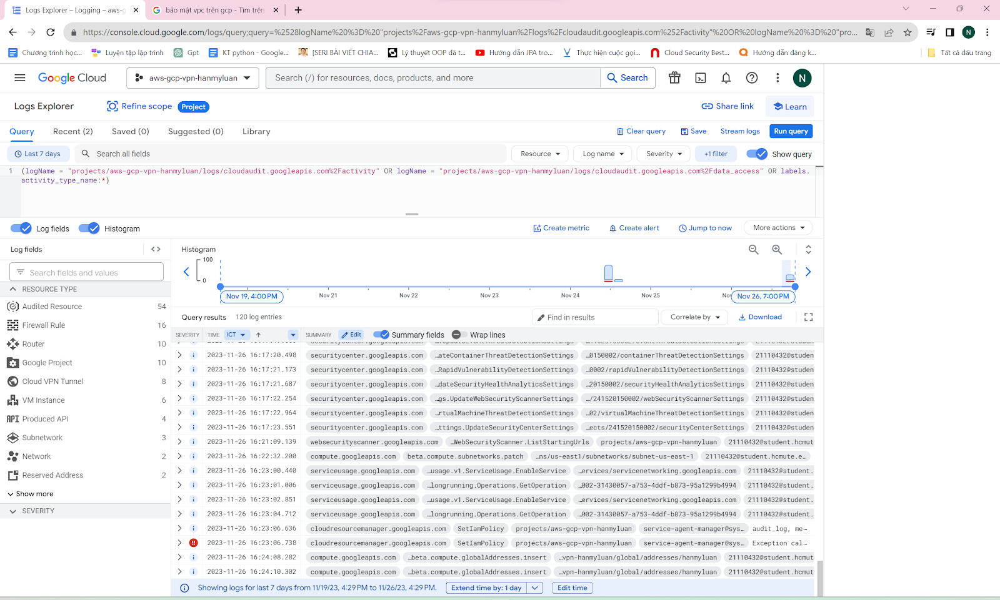 Logs Explorer – Logging – aws-g
bảo mật vpc trên gcp - Tìm trên
https://console.cloud.google.com/logs/query;query=%2528logName%20%3D%20"projects%2Faws-gcp-vpn-hanmyluan%2Flogs%2Fcloudaudit.googleapis.com%252Factivity"%20OR%20logName%20%3D%20"pro...
N
Chương trình học...
Luyện tập lập trình
Gpt
KT python - Google...
[SERI BÀI VIẾT CHIA...
Lý thuyết OOP đã t...
Hướng dẫn JPA tro...
Thực hiện cuộc gọi...
Cloud Security Best...
Hướng dẫn đăng k...
Tất cả dấu trang
Google Cloud
aws-gcp-vpn-hanmyluan
Search (/) for resources, docs, products, and more
Search
N
Logs Explorer
Refine scope
Project
Share link
Learn
Query
Recent (2)
Saved (0)
Suggested (0)
Library
Clear query
Save
Stream logs
Run query
Last 7 days
Search all fields
Resource
Log name
Severity
+1 filter
Show query
1 (logName = "projects/aws-gcp-vpn-hanmyluan/logs/cloudaudit.googleapis.com%2Factivity" OR logName = "projects/aws-gcp-vpn-hanmyluan/logs/cloudaudit.googleapis.com%2Fdata_access" OR labels.
activity_type_name:*)
Log fields
Histogram
Create metric
Create alert
Jump to now
More actions
Log fields
Search fields and values
RESOURCE TYPE
Audited Resource 54
Firewall Rule 16
Router 10
Google Project 10
Cloud VPN Tunnel 8
VM Instance 6
API Produced API 4
Subnetwork 3
Network 2
Reserved Address 2
Show more
SEVERITY
Histogram
100
0
Nov 19, 4:00 PM
Nov 21
Nov 22
Nov 23
Nov 24
Nov 25
Nov 26, 7:00 PM
Query results
120 log entries
Find in results
Correlate by
Download
SEVERITY
TIME
ICT
SUMMARY
Edit
Summary fields
Wrap lines
2023-11-26 16:17:20.498 securitycenter.googleapis.com …ateContainerThreatDetectionSettings …0150002/containerThreatDetectionSettings 21110432@studen
2023-11-26 16:17:21.173 securitycenter.googleapis.com …RapidVulnerabilityDetectionSettings …0002/rapidVulnerabilityDetectionSettings 21110432@studen
2023-11-26 16:17:21.687 securitycenter.googleapis.com …dateSecurityHealthAnalyticsSettings …20150002/securityHealthAnalyticsSettings 21110432@studen
2023-11-26 16:17:22.254 securitycenter.googleapis.com …gs.UpdateWebSecurityScannerSettings …/241520150002/webSecurityScannerSettings 21110432@studen
2023-11-26 16:17:22.964 securitycenter.googleapis.com …rtualMachineThreatDetectionSettings …02/virtualMachineThreatDetectionSettings 21110432@studen
2023-11-26 16:17:23.551 securitycenter.googleapis.com …ttings.UpdateSecurityCenterSettings …ects/241520150002/securityCenterSettings 21110432@studen
2023-11-26 16:21:09.139 websecurityscanner.googleapis.com …WebSecurityScanner.ListStartingUrls projects/aws-gcp-vpn-hanmyluan 21110432@student.hcmut
2023-11-26 16:22:32.200 compute.googleapis.com beta.compute.subnetworks.patch …ns/us-east1/subnetworks/subnet-us-east-1 21110432@student.hcmute.e…
2023-11-26 16:23:00.440 serviceusage.googleapis.com …usage.v1.ServiceUsage.EnableService …ervices/servicenetworking.googleapis.com 21110432@student.
2023-11-26 16:23:01.006 serviceusage.googleapis.com …longrunning.Operations.GetOperation …002-31430057-a753-4ddf-b873-95a1299b4994 21110432@student.
2023-11-26 16:23:02.851 serviceusage.googleapis.com …usage.v1.ServiceUsage.EnableService …ervices/servicenetworking.googleapis.com 21110432@student.
2023-11-26 16:23:04.712 serviceusage.googleapis.com …longrunning.Operations.GetOperation …002-31430057-a753-4ddf-b873-95a1299b4994 21110432@student.
2023-11-26 16:23:06.636 cloudresourcemanager.googleapis.com SetIamPolicy projects/aws-gcp-vpn-hanmyluan service-agent-manager@sys… audit_log, me…
2023-11-26 16:23:06.738 cloudresourcemanager.googleapis.com SetIamPolicy projects/aws-gcp-vpn-hanmyluan service-agent-manager@sys… Exception cal…
2023-11-26 16:24:08.282 compute.googleapis.com …beta.compute.globalAddresses.insert …vpn-hanmyluan/global/addresses/hanmyluan 21110432@student.hcmut
2023-11-26 16:24:10.302 compute.googleapis.com …beta.compute.globalAddresses.insert …vpn-hanmyluan/global/addresses/hanmyluan 21110432@student.hcmut
Showing logs for last 7 days from 11/19/23, 4:29 PM to 11/26/23, 4:29 PM.
Extend time by: 1 day
Edit time